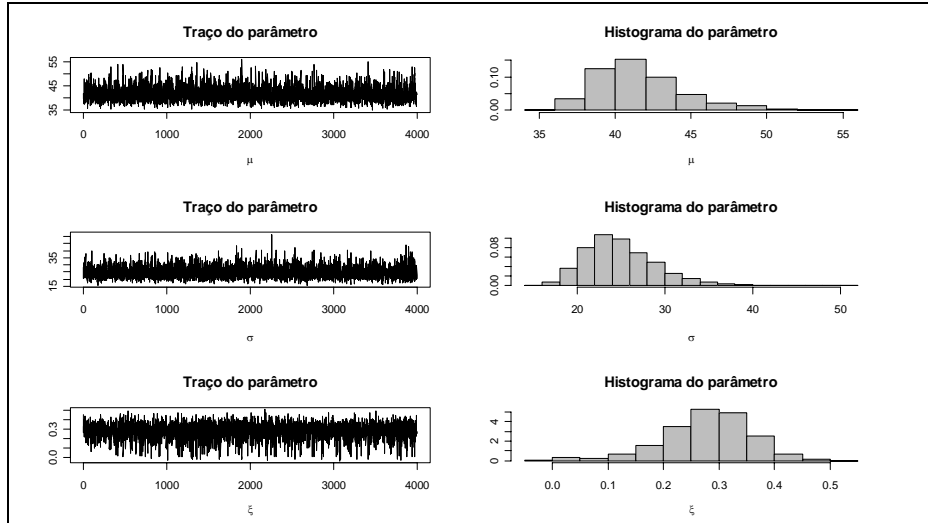 Traço do parâmetro
35 45 55
0 1000 2000 3000 4000
μ
Histograma do parâmetro
0.00 0.10
35 40 45 50 55
μ
Traço do parâmetro
15 35
0 1000 2000 3000 4000
σ
Histograma do parâmetro
0.00 0.08
20 30 40 50
σ
Traço do parâmetro
0.0 0.3
0 1000 2000 3000 4000
ξ
Histograma do parâmetro
0 2 4
0.0 0.1 0.2 0.3 0.4 0.5
ξ